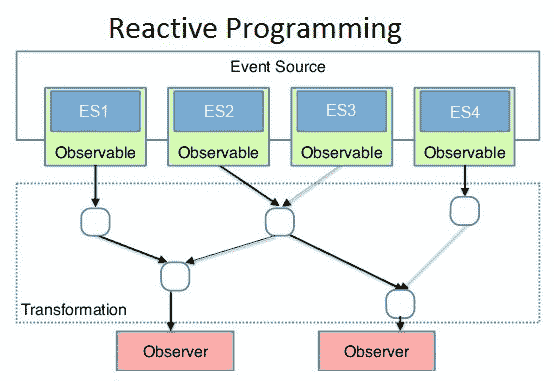 Reactive Programming
Event Source
ES1 ES2 ES3 ES4
Observable Observable Observable Observable
Transformation
Observer Observer